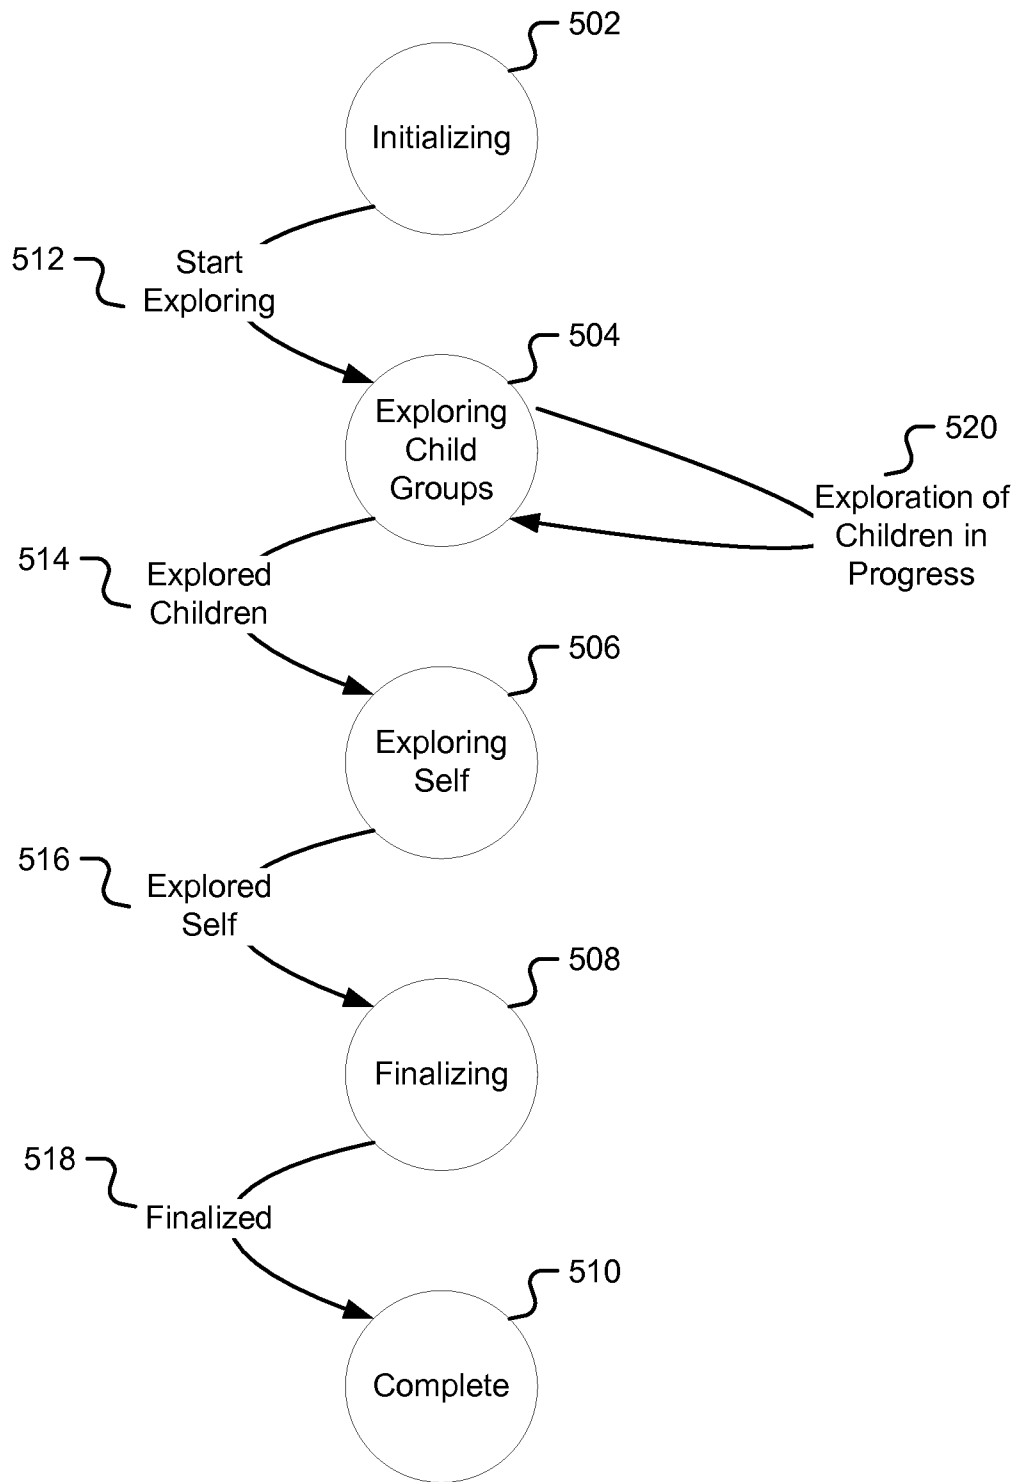 502
Initializing
512
Start
Exploring
504
Exploring
Child
Groups
520
Exploration of
Children in
Progress
514
Explored
Children
506
Exploring
Self
516
Explored
Self
508
Finalizing
518
Finalized
510
Complete